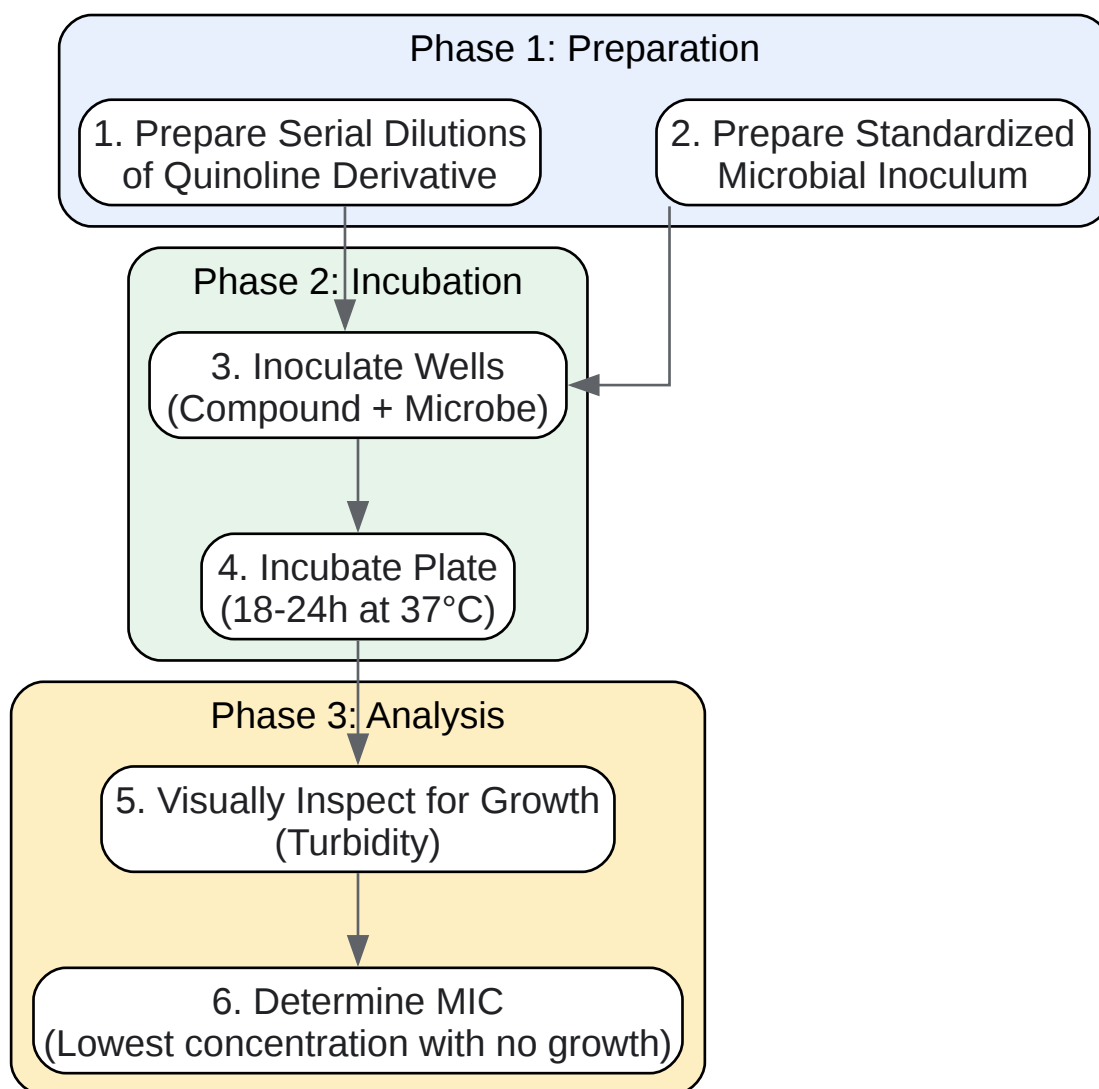 Phase 1: Preparation
1. Prepare Serial Dilutions
of Quinoline Derivative
2. Prepare Standardized
Microbial Inoculum
Phase 2: Incubation
3. Inoculate Wells
(Compound + Microbe)
4. Incubate Plate
(18-24h at 37°C)
Phase 3: Analysis
5. Visually Inspect for Growth
(Turbidity)
6. Determine MIC
(Lowest concentration with no growth)